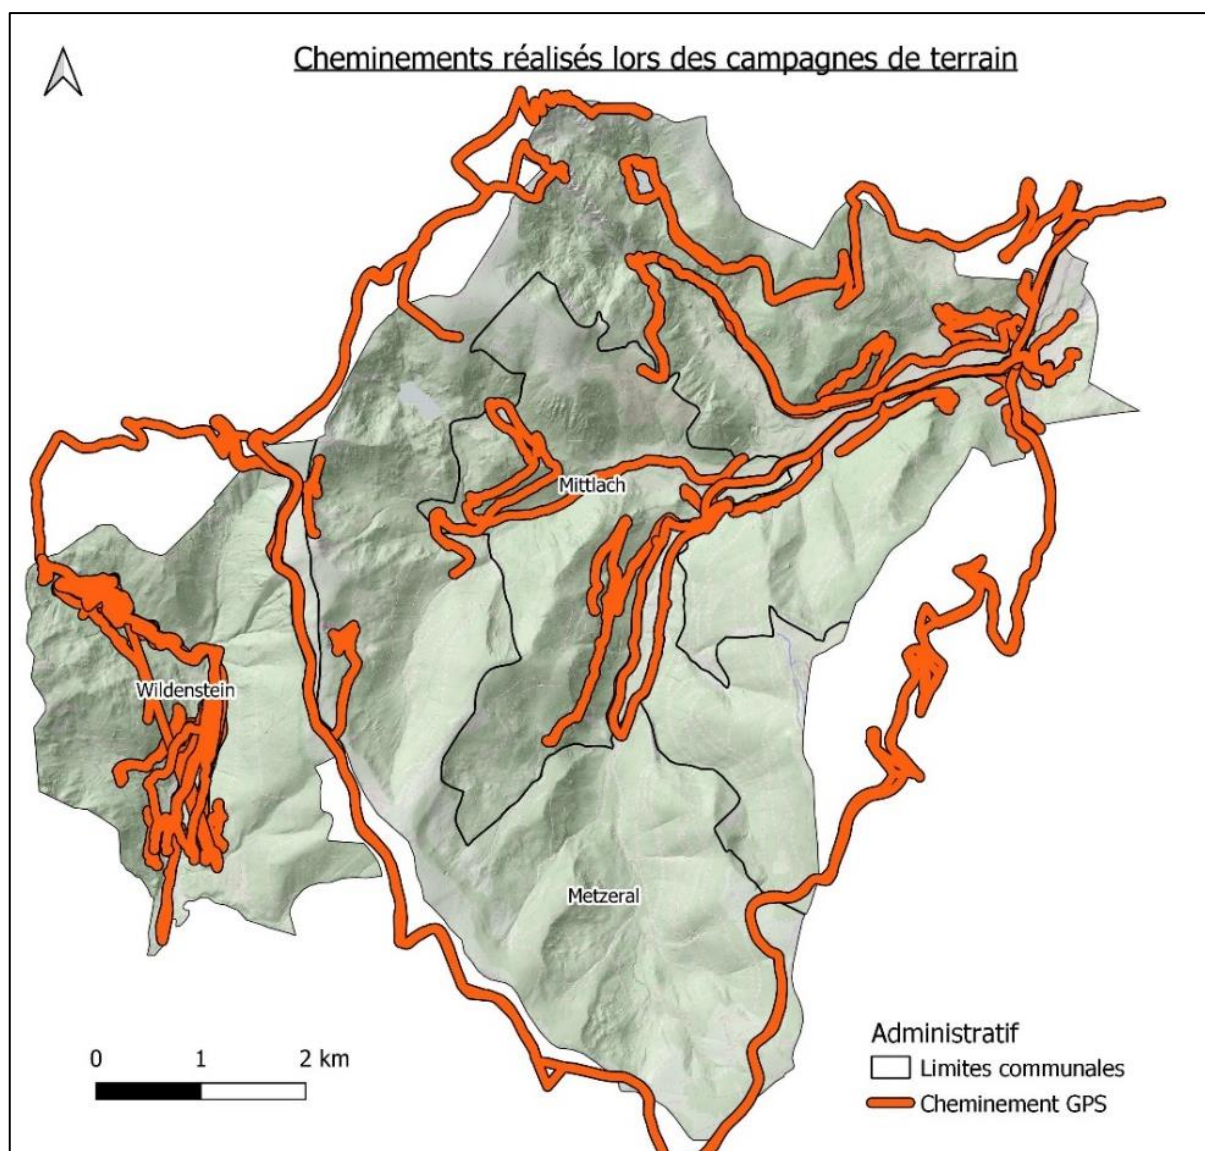 Cheminements réalisés lors des campagnes de terrain
Mittlach
Wildenstein
Metzeral
0 1 2 km
Administratif
Limites communales
Cheminement GPS